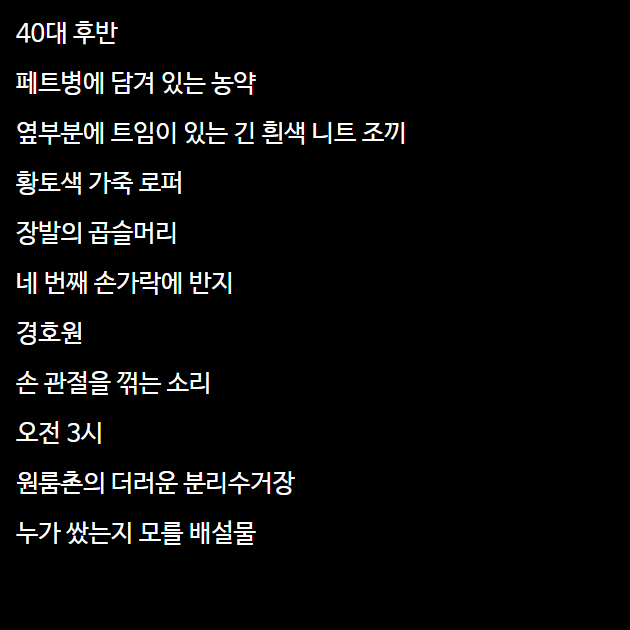 40대 후반
페트병에 담겨 있는 농약
옆부분에 트임이 있는 긴 흰색 니트 조끼
황토색 가죽 로퍼
장발의 곱슬머리
네 번째 손가락에 반지
경호원
손 관절을 꺾는 소리
오전 3시
원룸촌의 더러운 분리수거장
누가 쌌는지 모를 배설물